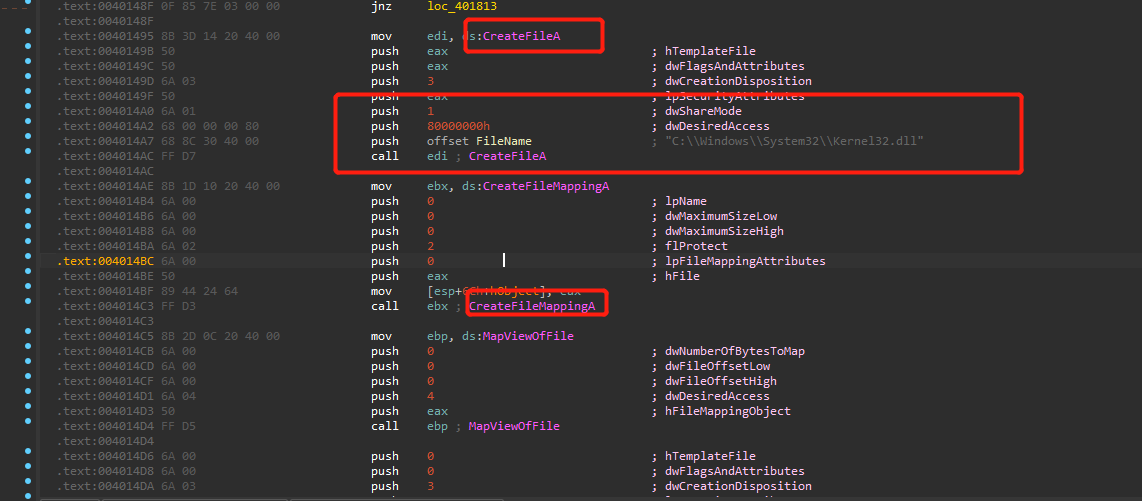 .text:0040148F 0F 85 7E 03 00 00 jnz loc_401813
.text:0040148F
.text:00401495 8B 3D 14 20 40 00 mov edi, ds:CreateFileA
.text:0040149B 50 push eax ; hTemplateFile
.text:0040149C 50 push eax ; dwFlagsAndAttributes
.text:0040149D 6A 03 push 3 ; dwCreationDisposition
.text:0040149F 50 push eax ; lpSecurityAttributes
.text:004014A0 6A 01 push 1 ; dwShareMode
.text:004014A2 68 00 00 00 80 push 80000000h ; dwDesiredAccess
.text:004014A7 68 8C 30 40 00 push offset FileName ; "C:\\Windows\\System32\\Kernel32.dll"
.text:004014AC FF D7 call edi ; CreateFileA
.text:004014AC
.text:004014AE 8B 1D 10 20 40 00 mov ebx, ds:CreateFileMappingA
.text:004014B4 6A 00 push 0 ; lpName
.text:004014B6 6A 00 push 0 ; dwMaximumSizeLow
.text:004014B8 6A 00 push 0 ; dwMaximumSizeHigh
.text:004014BA 6A 02 push 2 ; flProtect
.text:004014BC 6A 00 push 0 ; lpFileMappingAttributes
.text:004014BE 50 push eax ; hFile
.text:004014BF 89 44 24 64 mov [esp+6Ch+hObject], eax
.text:004014C3 FF D3 call ebx ; CreateFileMappingA
.text:004014C3
.text:004014C5 8B 2D 0C 20 40 00 mov ebp, ds:MapViewOfFile
.text:004014CB 6A 00 push 0 ; dwNumberOfBytesToMap
.text:004014CD 6A 00 push 0 ; dwFileOffsetLow
.text:004014CF 6A 00 push 0 ; dwFileOffsetHigh
.text:004014D1 6A 04 push 4 ; dwDesiredAccess
.text:004014D3 50 push eax ; hFileMappingObject
.text:004014D4 FF D5 call ebp ; MapViewOfFile
.text:004014D4
.text:004014D6 6A 00 push 0 ; hTemplateFile
.text:004014D8 6A 00 push 0 ; dwFlagsAndAttributes
.text:004014DA 6A 03 push 3 ; dwCreationDisposition